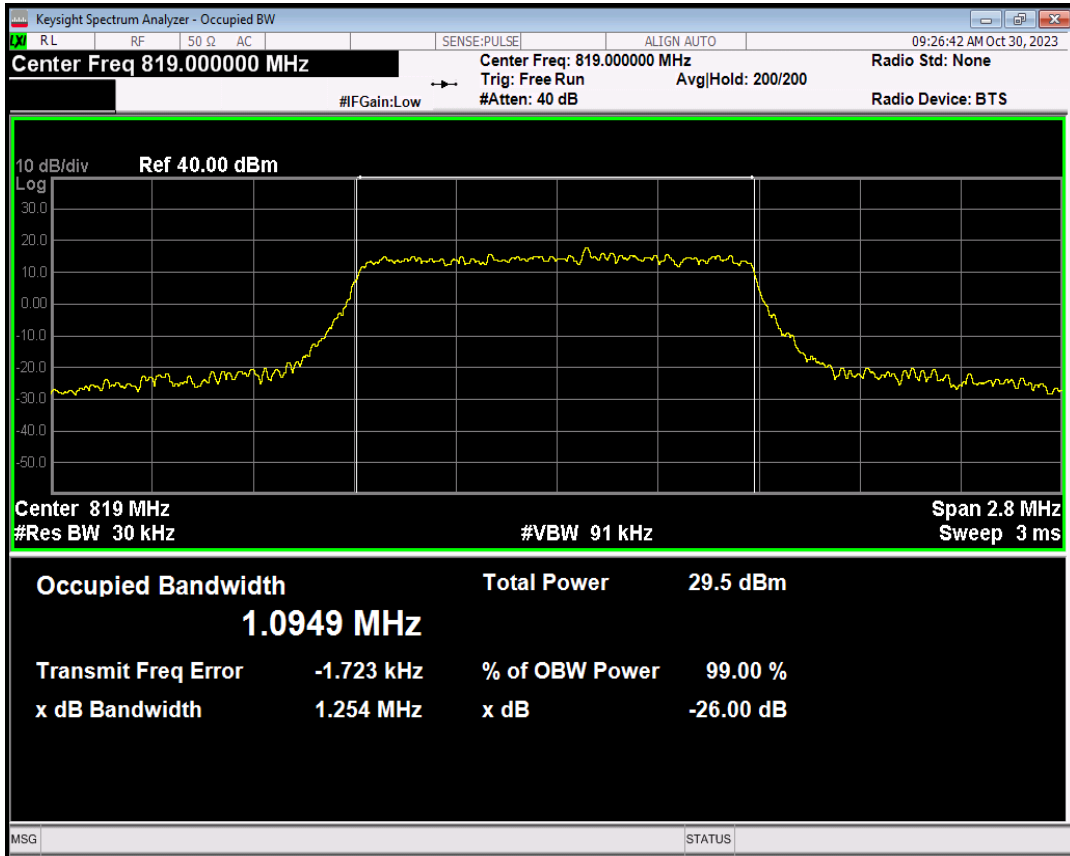 Keysight Spectrum Analyzer - Occupied BW
LXI RL RF 50 Ω AC SENSE:PULSE ALIGN AUTO 09:26:42 AM Oct 30, 2023
Center Freq 819.000000 MHz Center Freq: 819.000000 MHz Radio Std: None
Trig: Free Run Avg|Hold: 200/200
#IFGain:Low #Atten: 40 dB Radio Device: BTS
10 dB/div Ref 40.00 dBm
Log
30.0
20.0
10.0
0.00
-10.0
-20.0
-30.0
-40.0
-50.0
Center 819 MHz Span 2.8 MHz
#Res BW 30 kHz #VBW 91 kHz Sweep 3 ms
Occupied Bandwidth Total Power 29.5 dBm
1.0949 MHz
Transmit Freq Error -1.723 kHz % of OBW Power 99.00 %
x dB Bandwidth 1.254 MHz x dB -26.00 dB
MSG STATUS